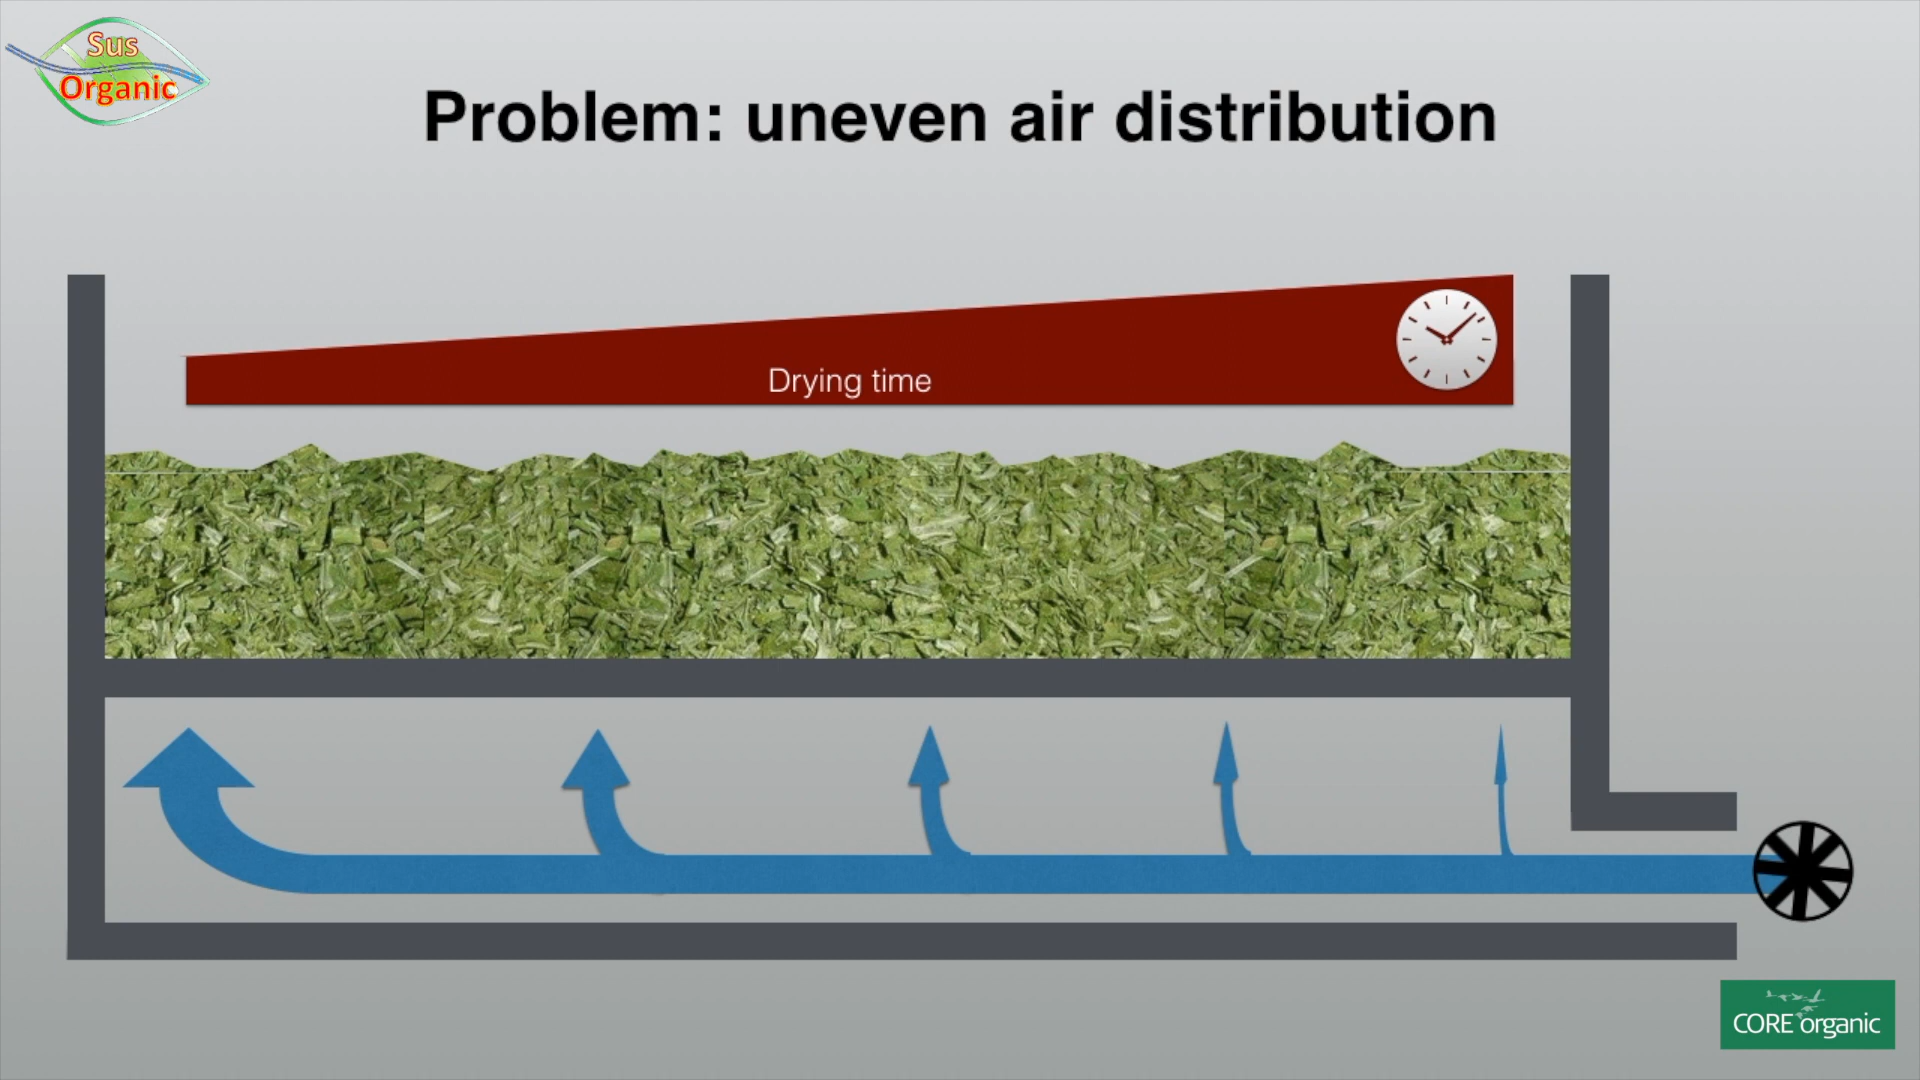 Sus
Organic
Problem: uneven air distribution
Drying time
CORE organic